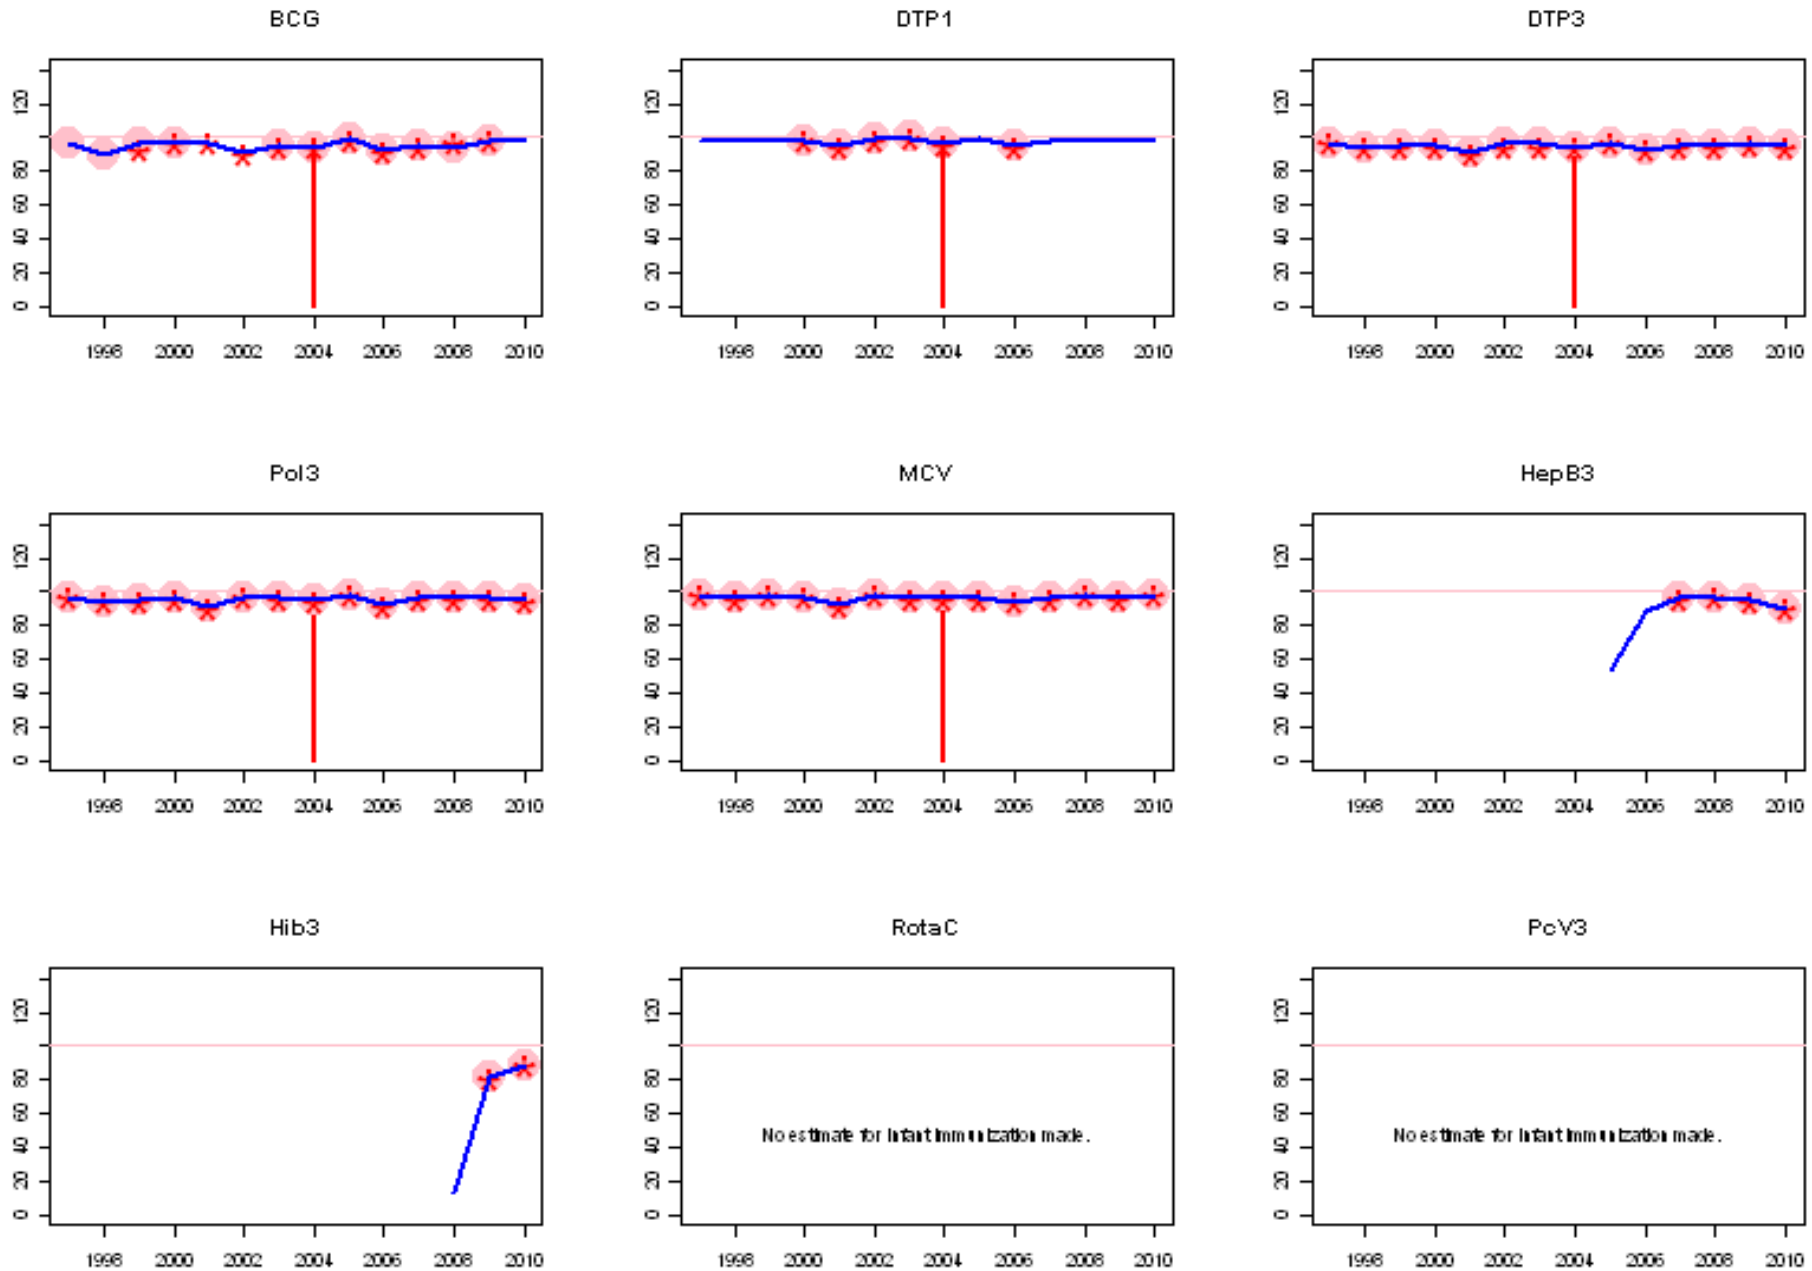 BCG DTP1 DTP3
0 20 40 60 80 120 0 20 40 60 80 120 0 20 40 60 80 120
1998 2000 2002 2004 2006 2008 2010 1998 2000 2002 2004 2006 2008 2010 1998 2000 2002 2004 2006 2008 2010
Pol3 MCV HepB3
0 20 40 60 80 120 0 20 40 60 80 120 0 20 40 60 80 120
1998 2000 2002 2004 2006 2008 2010 1998 2000 2002 2004 2006 2008 2010 1998 2000 2002 2004 2006 2008 2010
Hib3 RotaC PcV3
0 20 40 60 80 120 0 20 40 60 80 120 0 20 40 60 80 120
No estimate for infant immunization made. No estimate for infant immunization made.
1998 2000 2002 2004 2006 2008 2010 1998 2000 2002 2004 2006 2008 2010 1998 2000 2002 2004 2006 2008 2010